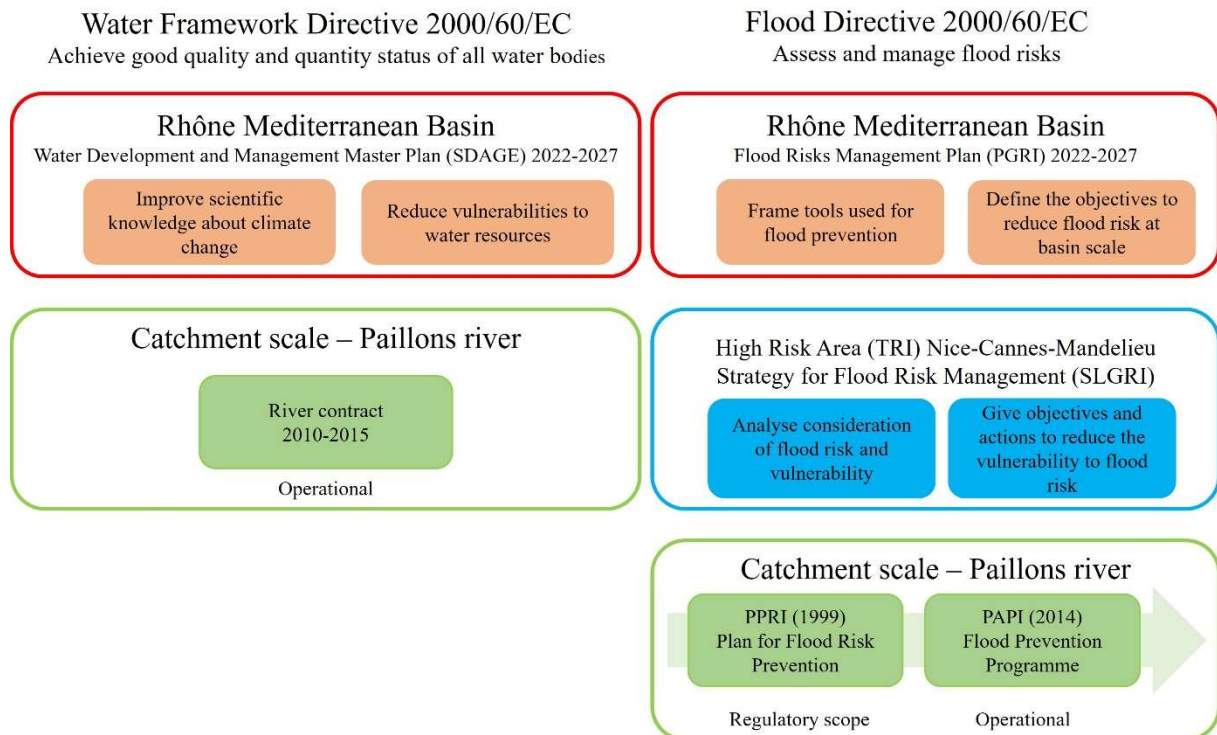 Water Framework Directive 2000/60/EC
Achieve good quality and quantity status of all water bodies
Rhône Mediterranean Basin
Water Development and Management Master Plan (SDAGE) 2022-2027
Improve scientific
knowledge about climate
change
Reduce vulnerabilities to
water resources
Catchment scale – Paillons river
River contract
2010-2015
Operational
Flood Directive 2000/60/EC
Assess and manage flood risks
Rhône Mediterranean Basin
Flood Risks Management Plan (PGRI) 2022-2027
Frame tools used for
flood prevention
Define the objectives to
reduce flood risk at
basin scale
High Risk Area (TRI) Nice-Cannes-Mandelieu
Strategy for Flood Risk Management (SLGRI)
Analyse consideration
of flood risk and
vulnerability
Give objectives and
actions to reduce the
vulnerability to flood
risk
Catchment scale – Paillons river
PPRI (1999)
Plan for Flood Risk
Prevention
PAPI (2014)
Flood Prevention
Programme
Regulatory scope
Operational